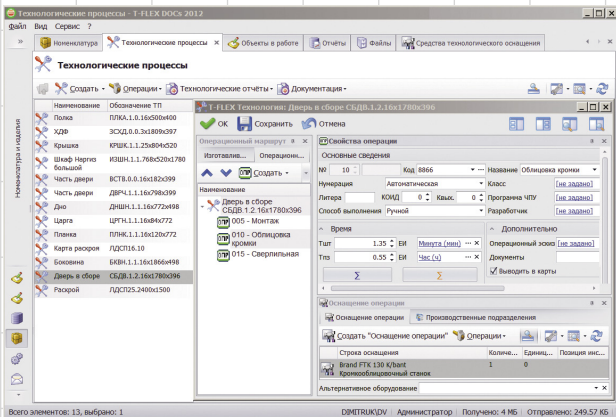 Технологические процессы - T-FLEX DOCs 2012
Файл Вид Сервис ?
Номенклатура Технологические процессы Объекты в работе Отчёты Файлы Средства технологического оснащения
Технологические процессы
Создать Операции Технологические отчёты Документация
Номенклатура и изделия
Наименование Обозначение ТП
Полка ПЛКА.1.0.16х500х400
ХДФ 3СХД.0.0.3х1809х397
Крышка КРШК.1.1.25х804х520
Шкаф Наргиз большой ИЗШН.1.1.768х520х1780
Часть двери ВСТ8.0.0.16х182х399
Часть двери ДВРЧ.1.1.16х798х399
Дно ДНШН.1.1.16х772х498
Царга ЦРГН.1.1.16х84х772
Планка ПЛНК.1.1.16х120х772
Карта раскроя ЛДСП16.10
Боковина БКВН.1.1.16х1866х498
Дверь в сборе СБДВ.1.2.16х1780х396
Раскрой ЛДСП25.2400х1500
T-FLEX Технология: Дверь в сборе СБДВ.1.2.16х1780х396
ОК Сохранить Отмена
Операционный маршрут
Изготавлив... Операционн...
Создать
Наименование
Дверь в сборе
СБДВ.1.2.16х1780х396
005 - Монтаж
010 - Облицовка кромки
015 - Сверлильная
Свойства операции
Основные сведения
№ 10 Код 8866 Название Облицовка кромки
Нумерация Автоматическая Класс [не задано]
Литера КОИД 0 Квых. 0 Программа ЧПУ [не задано]
Способ выполнения Ручной Разработчик [не задано]
Время Дополнительно
Тшт 1.35 ЕИ Минута (мин) Операционный эскиз [не задано]
Тпз 0.55 ЕИ Час (ч) Документы
Σ Σ Выводить в карты
Оснащение операции
Оснащение операции Производственные подразделения
Создать "Оснащение операции" Операции
Строка оснащения Количе... Единиц... Позиция инс...
Brand FTK 130 K/bant 1 0
Кромкооблицовочный станок
Альтернативное оборудование
Всего элементов: 13, выбрано: 1 DIMITRUK\DV Администратор Получено: 4 МБ Отправлено: 249.57 КБ